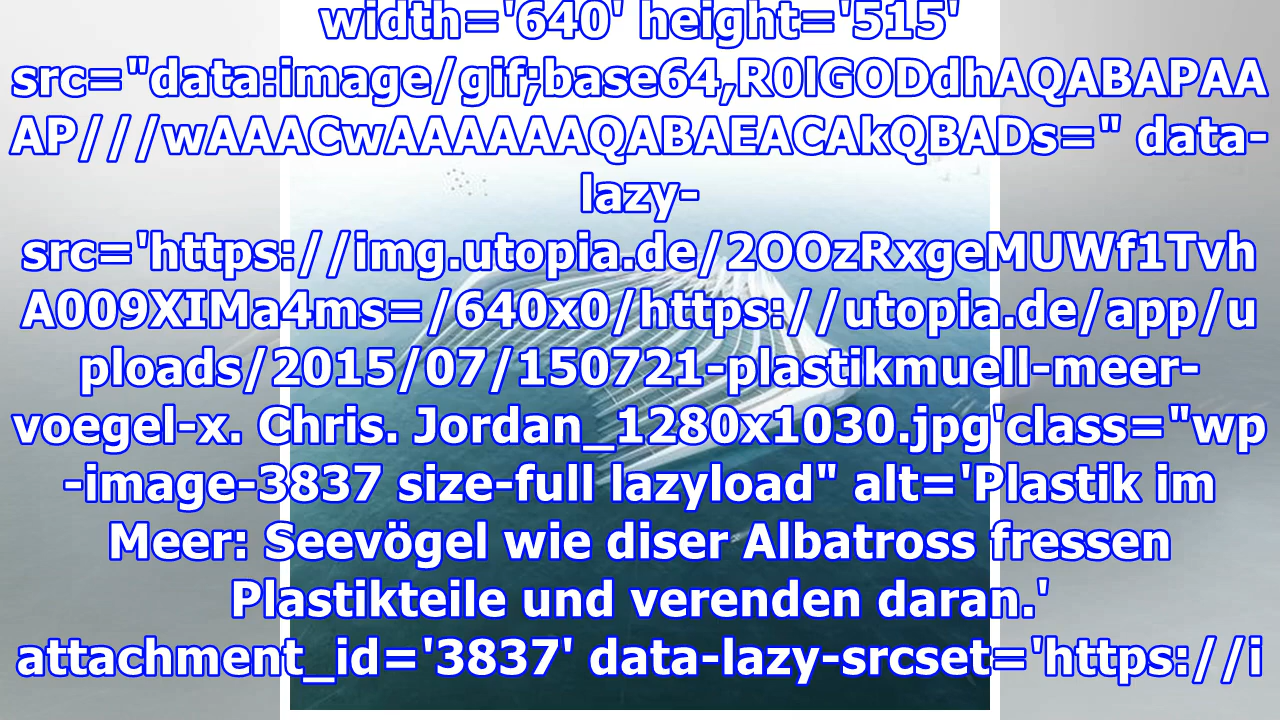 width='640' height='515'
src="data:image/gif;base64,R0lGODdhAQABAPAA
AP///wAAACwAAAAAAQABAEACAkQBADs=" data-
lazy-
src='https://img.utopia.de/2OOzRxgeMUWf1Tvh
A009XIMa4ms=/640x0/https://utopia.de/app/u
ploads/2015/07/150721-plastikmuell-meer-
voegel-x. Chris. Jordan_1280x1030.jpg'class="wp
-image-3837 size-full lazyload" alt='Plastik im
Meer: Seevögel wie diser Albatross fressen
Plastikteile und verenden daran.'
attachment_id='3837' data-lazy-srcset='https://i